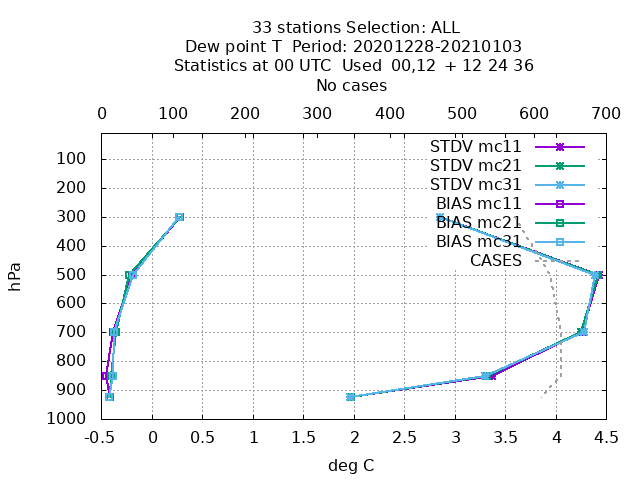 33 stations Selection: ALL
Dew point T  Period: 20201228-20210103
Statistics at 00 UTC  Used  00,12  + 12 24 36
No cases
0 100 200 300 400 500 600 700
STDV mc11
STDV mc21
STDV mc31
BIAS mc11
BIAS mc21
BIAS mc31
CASES
100
200
300
400
500
600
700
800
900
1000
hPa
-0.5 0 0.5 1 1.5 2 2.5 3 3.5 4 4.5
deg C